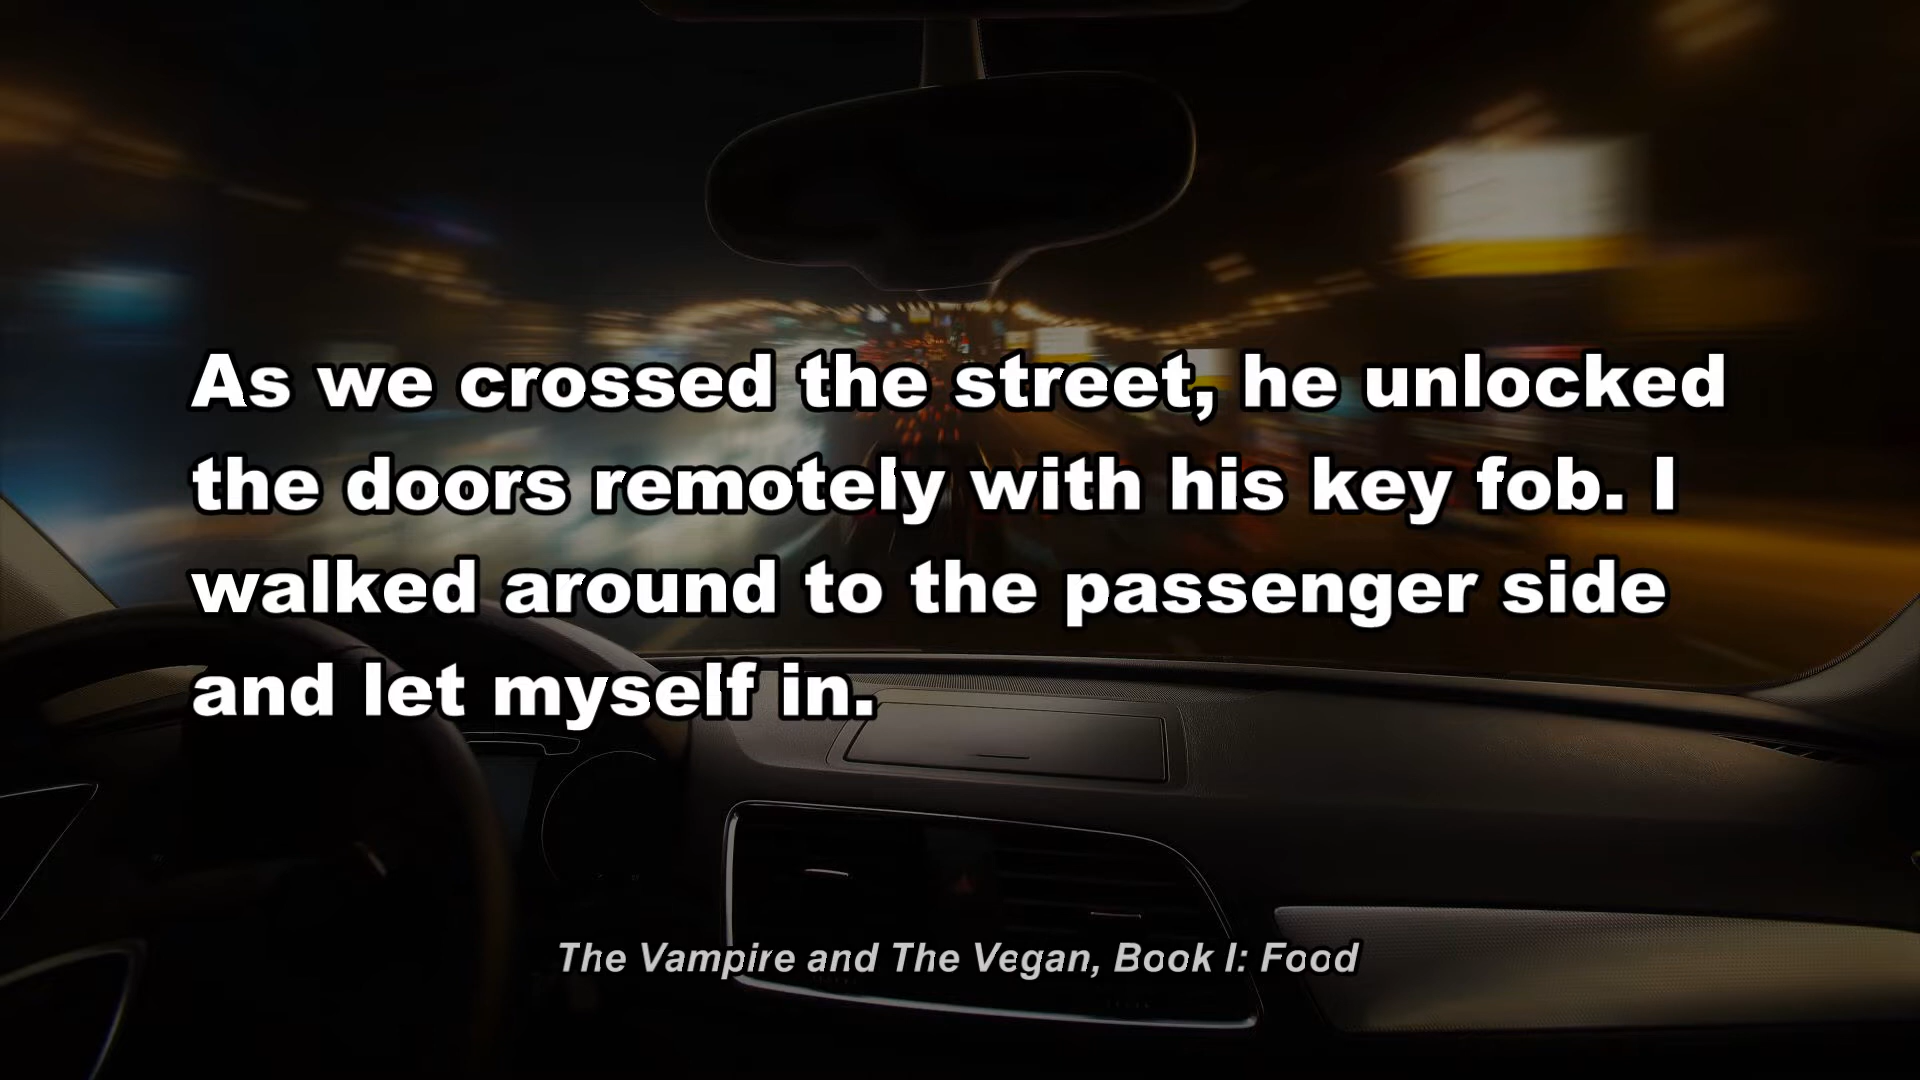 As we crossed the street, he unlocked
the doors remotely with his key fob. I
walked around to the passenger side
and let myself in.
The Vampire and The Vegan, Book I: Food